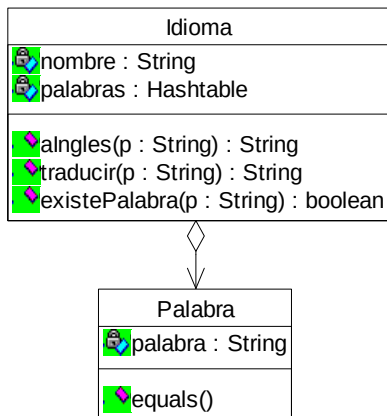 Idioma
nombre : String
palabras : Hashtable
aIngles(p : String) : String
traducir(p : String) : String
existePalabra(p : String) : boolean
Palabra
palabra : String
equals()